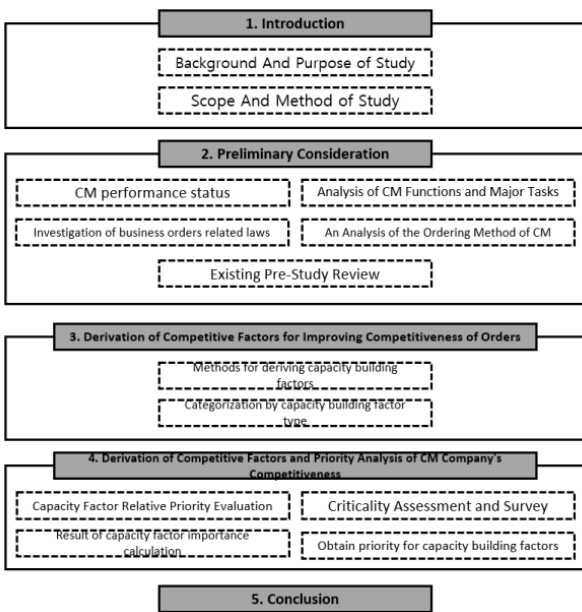 1. Introduction
Background And Purpose of Study
Scope And Method of Study
2. Preliminary Consideration
CM performance status
Analysis of CM Functions and Major Tasks
Investigation of business orders related laws
An Analysis of the Ordering Method of CM
Existing Pre-Study Review
3. Derivation of Competitive Factors for Improving Competitiveness of Orders
Methods for deriving capacity building
factors
Categorization by capacity building factor
type
4. Derivation of Competitive Factors and Priority Analysis of CM Company's
Competitiveness
Capacity Factor Relative Priority Evaluation
Criticality Assessment and Survey
Result of capacity factor importance
calculation
Obtain priority for capacity building factors
5. Conclusion